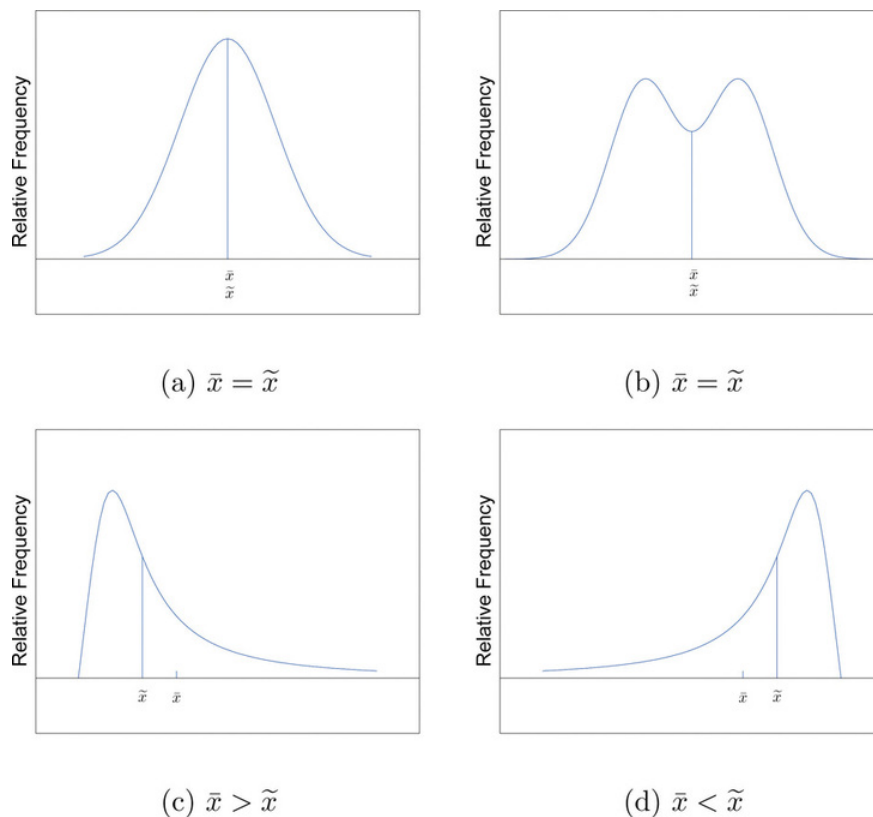 Relative Frequency
x̄
x̃
(a) x̄ = x̃
Relative Frequency
x̄
x̃
(b) x̄ = x̃
Relative Frequency
x̃ x̄
(c) x̄ > x̃
Relative Frequency
x̄ x̃
(d) x̄ < x̃